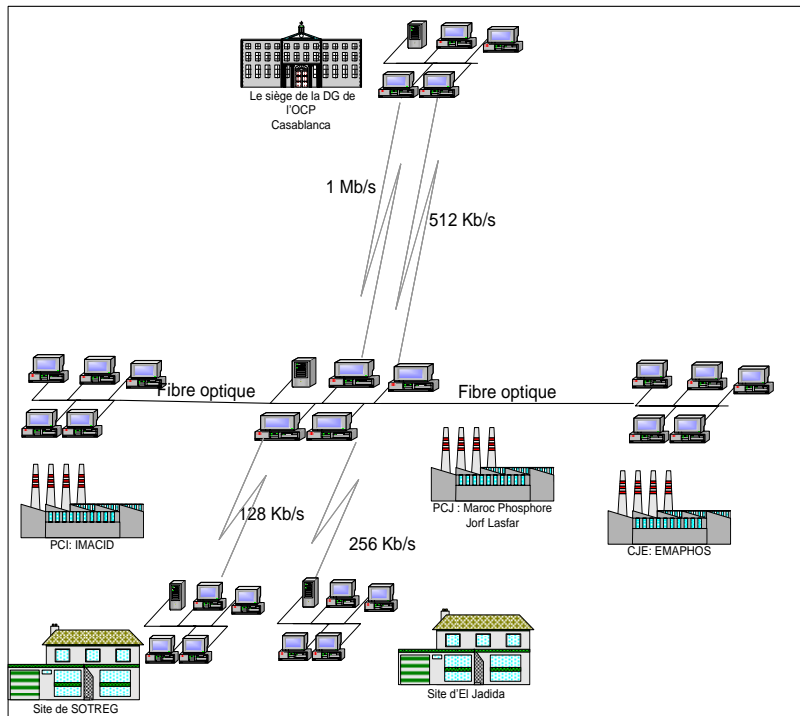 Le siège de la DG de
l'OCP
Casablanca
1 Mb/s
512 Kb/s
Fibre optique
Fibre optique
PCI: IMACID
PCJ : Maroc Phosphore
Jorf Lasfar
CJE: EMAPHOS
128 Kb/s
256 Kb/s
Site de SOTREG
Site d'El Jadida